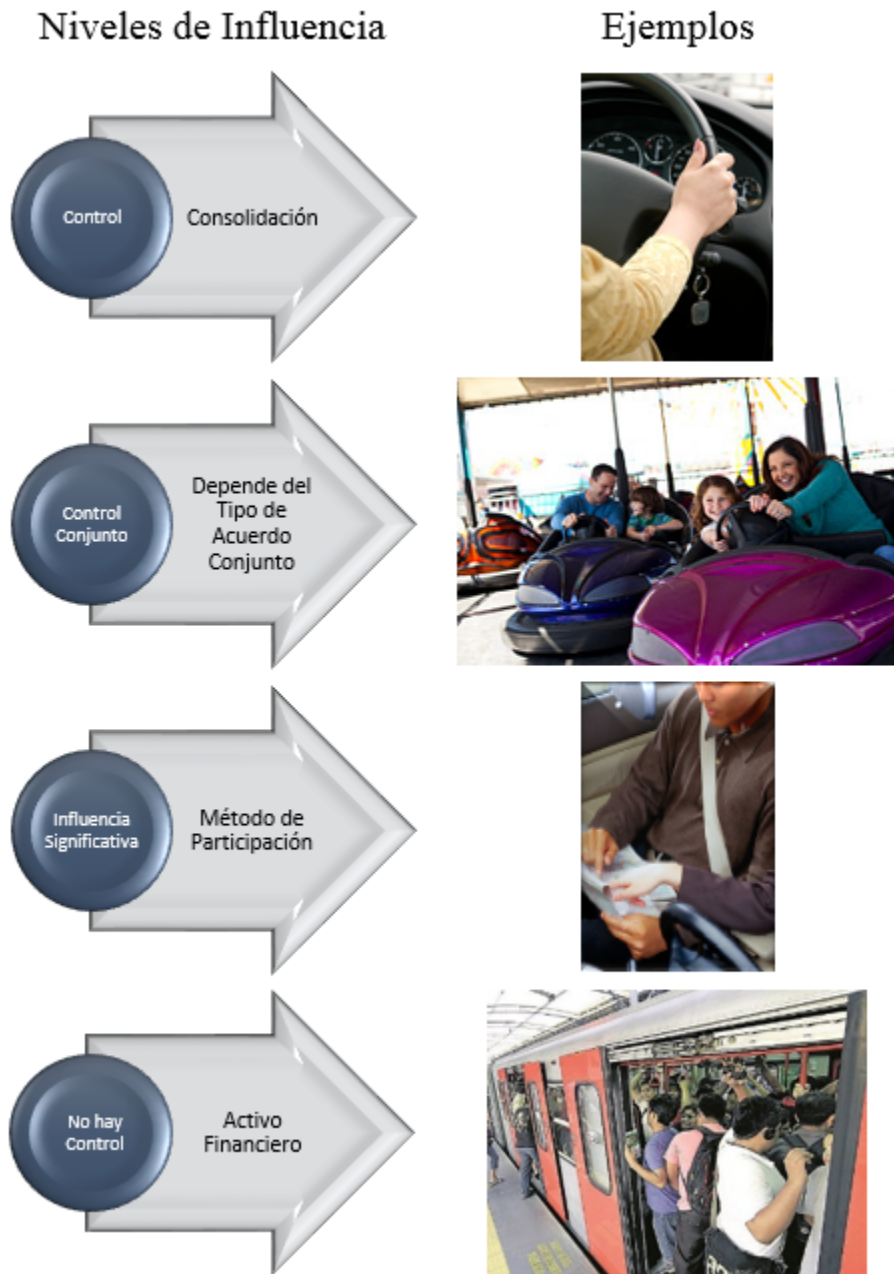 Niveles de Influencia
Ejemplos
Control
Consolidación
Control
Conjunto
Depende del
Tipo de
Acuerdo
Conjunto
Influencia
Significativa
Método de
Participación
No hay
Control
Activo
Financiero